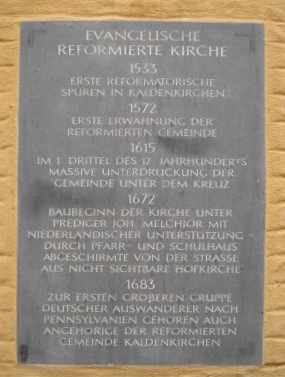 EVANGELISCHE
REFORMIERTE KIRCHE
1533
ERSTE REFORMATORISCHE
SPUREN IN KALDENKIRCHEN
1572
ERSTE ERWÄHNUNG DER
REFORMIERTEN GEMEINDE
1615
IM 1. DRITTEL DES 17. JAHRHUNDERTS
MASSIVE UNTERDRÜCKUNG DER
GEMEINDE UNTER DEM KREUZ
1672
BAUBEGINN DER KIRCHE UNTER
PREDIGER JOH. MELCHIOR MIT
NIEDERLÄNDISCHER UNTERSTÜTZUNG -
DURCH PFARR- UND SCHULHAUS
ABGESCHIRMTE VON DER STRASSE
AUS NICHT SICHTBARE HOFKIRCHE
1683
ZUR ERSTEN GRÖßEREN GRUPPE
DEUTSCHER AUSWANDERER NACH
PENNSYLVANIEN GEHÖREN AUCH
ANGEHÖRIGE DER REFORMIERTEN
GEMEINDE KALDENKIRCHEN